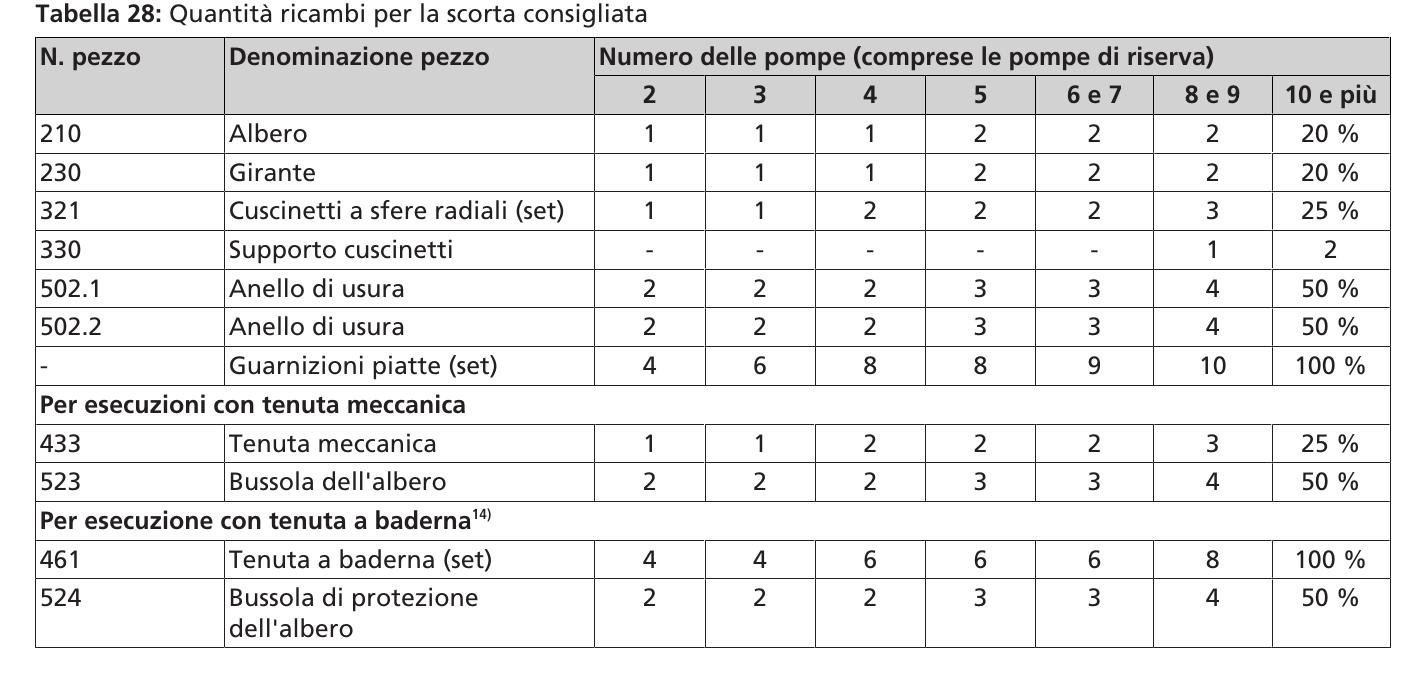 Tabella 28: Quantità ricambi per la scorta consigliata
N. pezzo Denominazione pezzo Numero delle pompe (comprese le pompe di riserva)
2 3 4 5 6 e 7 8 e 9 10 e più
210 Albero 1 1 1 2 2 2 20 %
230 Girante 1 1 1 2 2 2 20 %
321 Cuscinetti a sfere radiali (set) 1 1 2 2 2 3 25 %
330 Supporto cuscinetti - - - - - 1 2
502.1 Anello di usura 2 2 2 3 3 4 50 %
502.2 Anello di usura 2 2 2 3 3 4 50 %
- Guarnizioni piatte (set) 4 6 8 8 9 10 100 %
Per esecuzioni con tenuta meccanica
433 Tenuta meccanica 1 1 2 2 2 3 25 %
523 Bussola dell'albero 2 2 2 3 3 4 50 %
Per esecuzione con tenuta a baderna14)
461 Tenuta a baderna (set) 4 4 6 6 6 8 100 %
524 Bussola di protezione 2 2 2 3 3 4 50 %
dell'albero